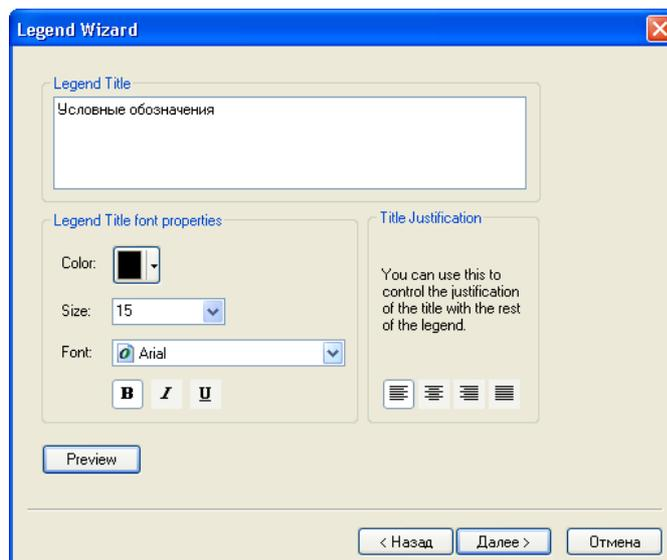 Legend Wizard
Legend Title
Условные обозначения
Legend Title font properties
Color:
Size: 15
Font: Arial
B I U
Title Justification
You can use this to
control the justification
of the title with the rest
of the legend.
Preview
< Назад Далее > Отмена